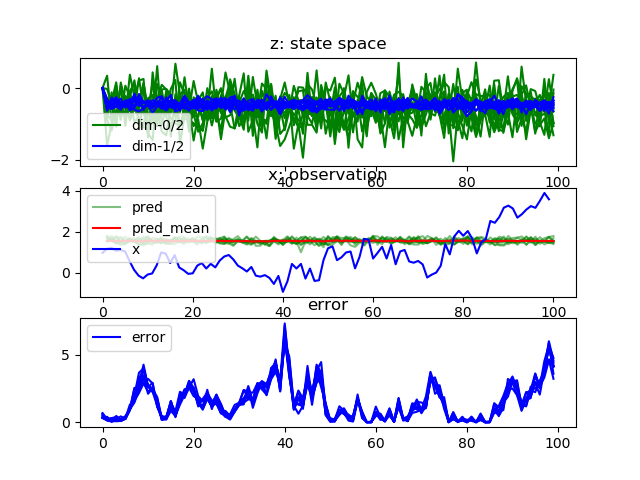 z: state space
0
−2
dim-0/2
dim-1/2
0 20 40 60 80 100
x: observation
4
2
0
pred
pred_mean
x
0 20 40 60 80 100
error
5
0
error
0 20 40 60 80 100